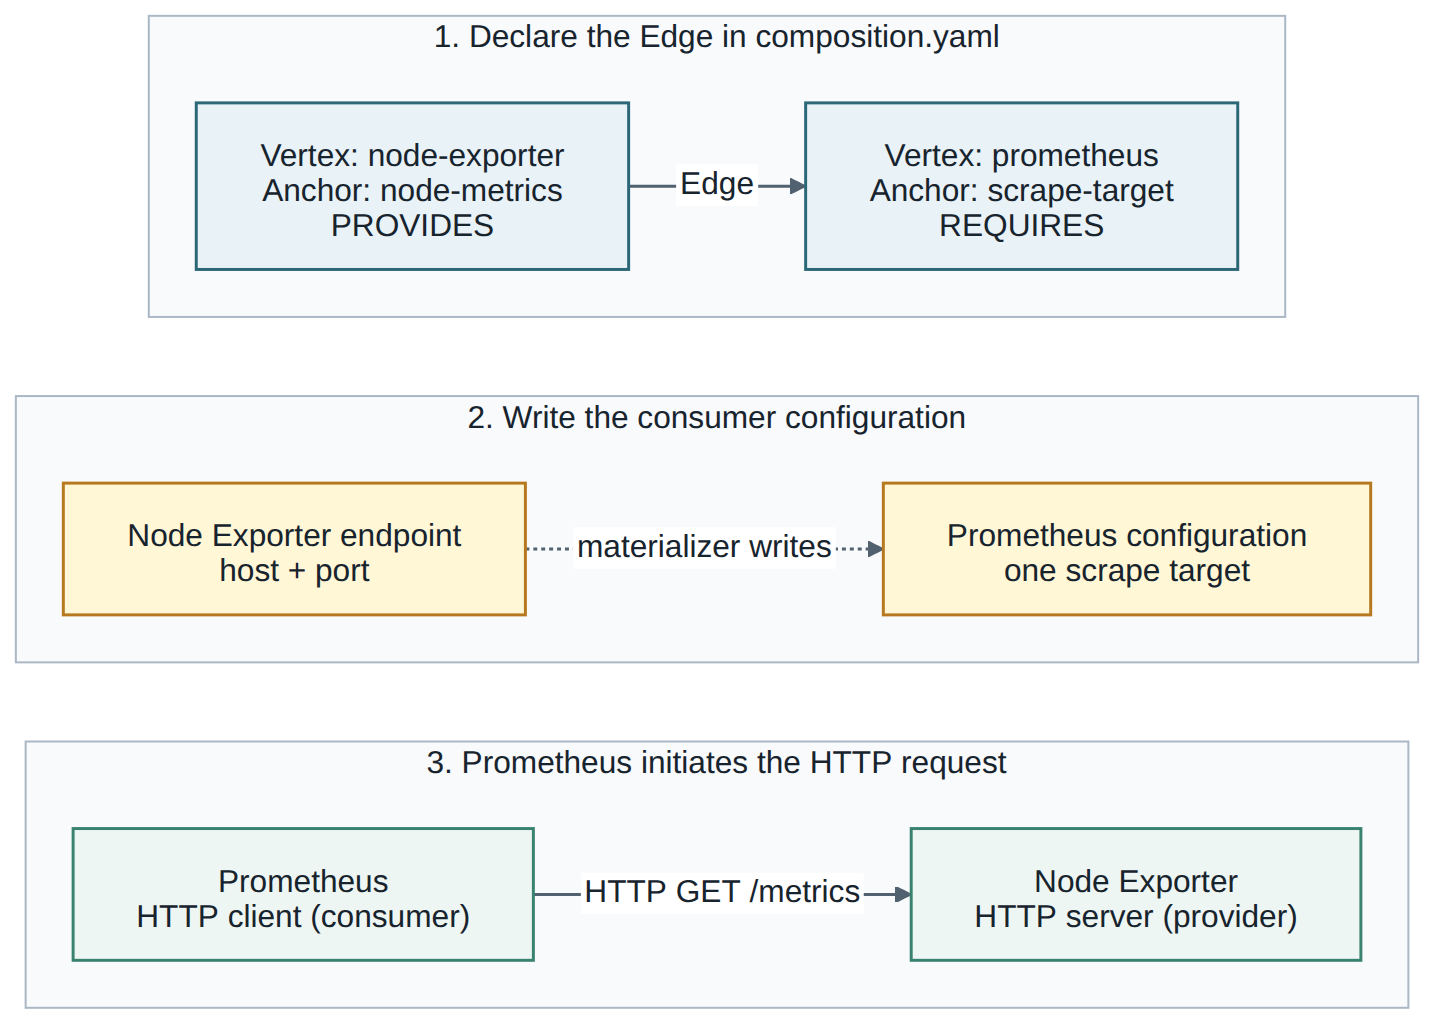 1. Declare the Edge in composition.yaml
Vertex: node-exporter
Anchor: node-metrics
PROVIDES
Edge
Vertex: prometheus
Anchor: scrape-target
REQUIRES
2. Write the consumer configuration
Node Exporter endpoint
host + port
materializer writes
Prometheus configuration
one scrape target
3. Prometheus initiates the HTTP request
Prometheus
HTTP client (consumer)
HTTP GET /metrics
Node Exporter
HTTP server (provider)